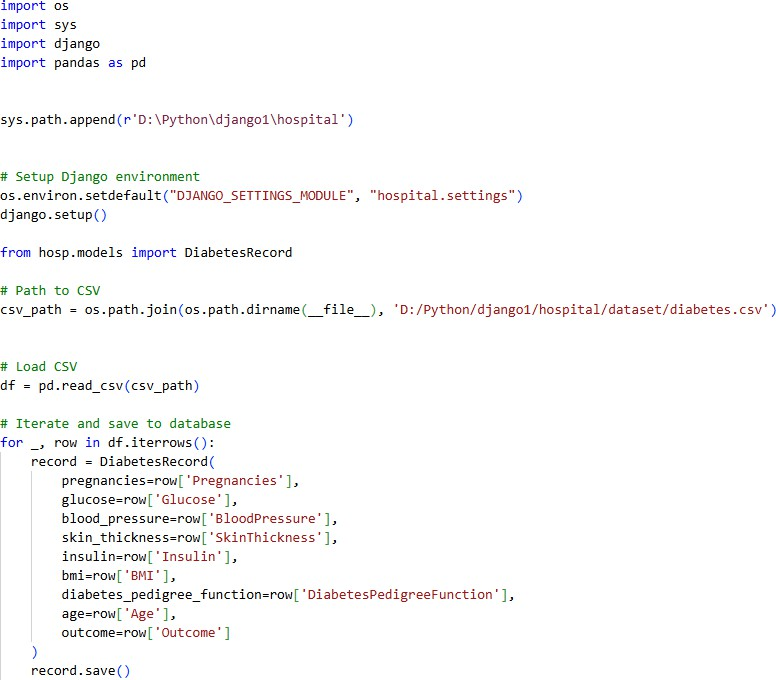 import os
import sys
import django
import pandas as pd
sys.path.append(r'D:\Python\django1\hospital')
# Setup Django environment
os.environ.setdefault("DJANGO_SETTINGS_MODULE", "hospital.settings")
django.setup()
from hosp.models import DiabetesRecord
# Path to CSV
csv_path = os.path.join(os.path.dirname(__file__), 'D:/Python/django1/hospital/dataset/diabetes.csv')
# Load CSV
df = pd.read_csv(csv_path)
# Iterate and save to database
for _, row in df.iterrows():
    record = DiabetesRecord(
        pregnancies=row['Pregnancies'],
        glucose=row['Glucose'],
        blood_pressure=row['BloodPressure'],
        skin_thickness=row['SkinThickness'],
        insulin=row['Insulin'],
        bmi=row['BMI'],
        diabetes_pedigree_function=row['DiabetesPedigreeFunction'],
        age=row['Age'],
        outcome=row['Outcome']
    )
    record.save()